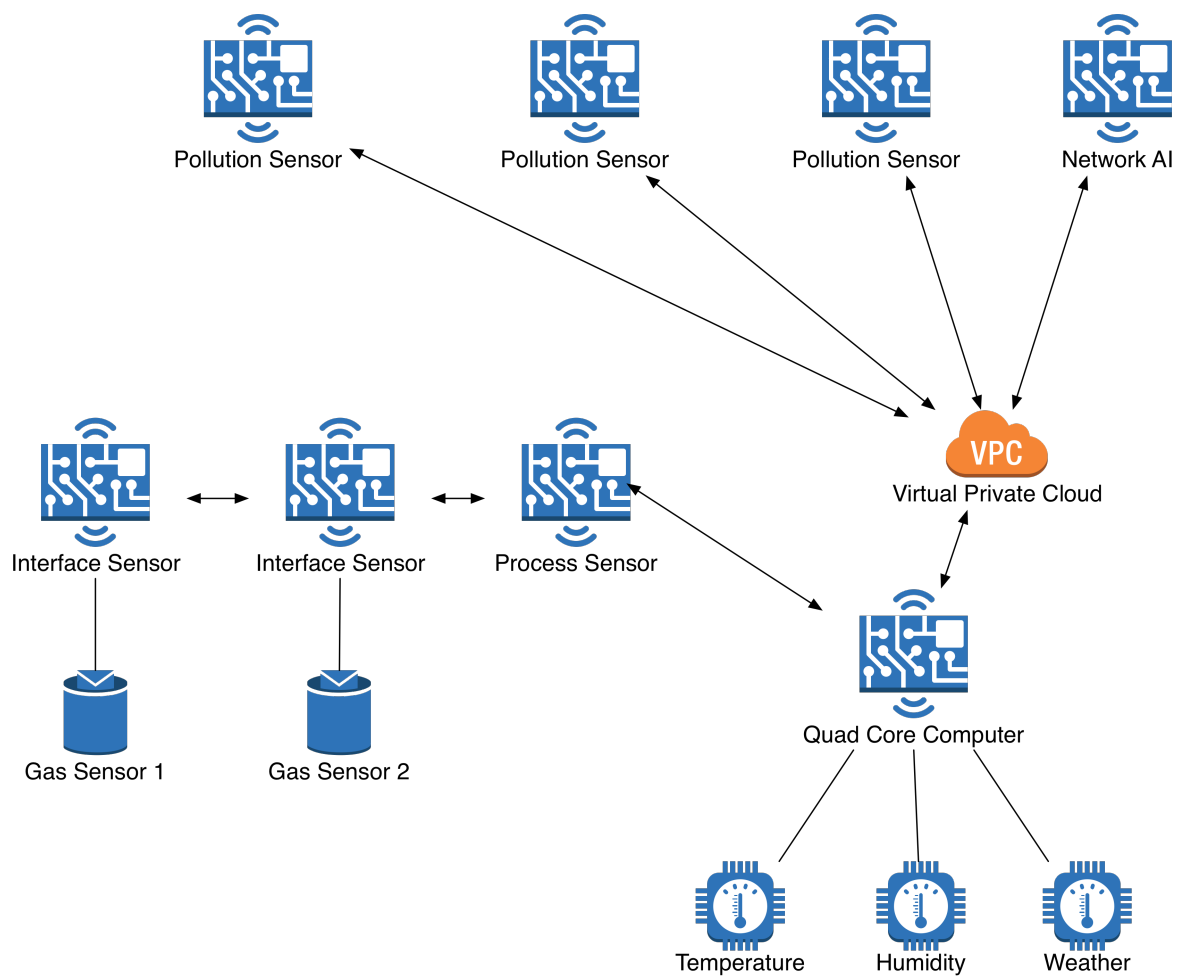 Pollution Sensor
Pollution Sensor
Pollution Sensor
Network AI
VPC
Virtual Private Cloud
Interface Sensor
Interface Sensor
Process Sensor
Quad Core Computer
Gas Sensor 1
Gas Sensor 2
Temperature
Humidity
Weather